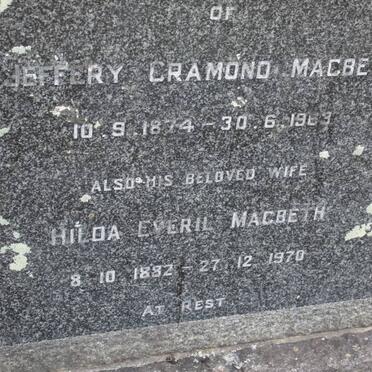 OF
JEFFERY CRAMOND MACBE
10.9.1874 – 30.6.1963
ALSO HIS BELOVED WIFE
HILDA EVERIL MACBETH
8.10.1892 – 27.12.1970
AT REST